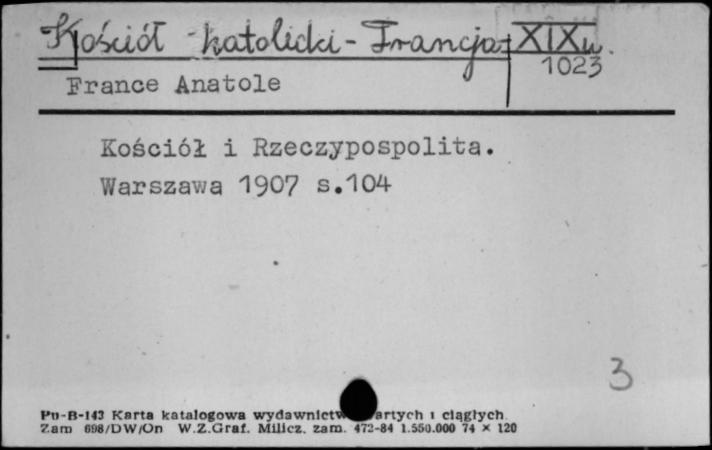 Kościół katolicki - Francja - XIX w.
1023
France Anatole
Kościół i Rzeczypospolita.
Warszawa 1907 s.104
3
Pu-B-143 Karta katalogowa wydawnictw artych i ciągłych.
Zam 698/DW/On W.Z.Graf. Milicz. zam. 472-84 1.550.000 74 × 120